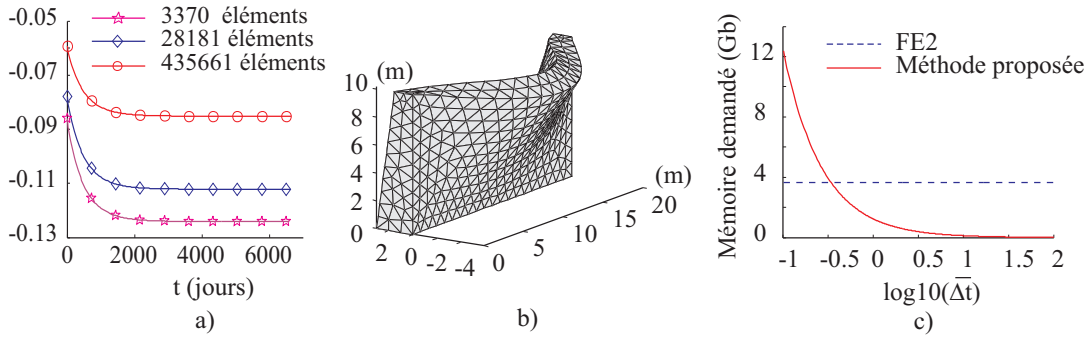 -0.05
-0.07
-0.09
-0.11
-0.13
3370 éléments
28181 éléments
435661 éléments
0
2000
4000
6000
t (jours)
a)
10 (m)
8
6
4
2
0
2
0
-2
-4
0
5
10
15
20
(m)
b)
Mémoire demandé (Gb)
12
8
4
0
FE2
Méthode proposée
-1
-0.5
0
0.5
1
1.5
2
log10(Δ̅t̅)
c)